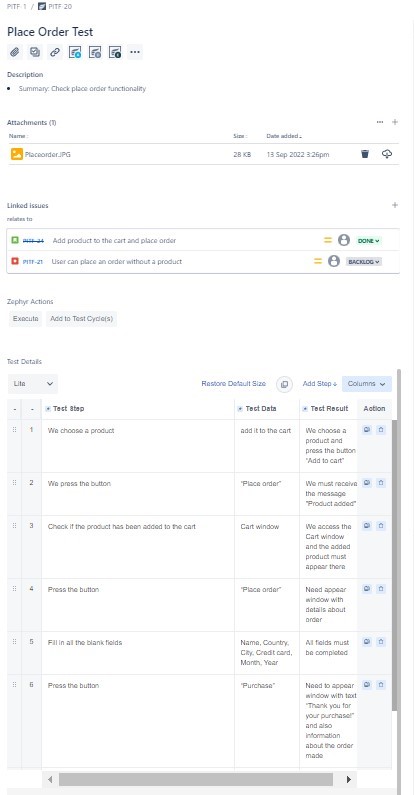 PITF-1 / PITF-20
Place Order Test
Description
Summary: Check place order functionality
Attachments (1)
Name
Size
Date added
Placeorder.JPG
28 KB
13 Sep 2022 3:26pm
Linked issues
relates to
PITF-24
Add product to the cart and place order
DONE
PITF-21
User can place an order without a product
BACKLOG
Zephyr Actions
Execute
Add to Test Cycle(s)
Test Details
Lite
Restore Default Size
Add Step
Columns
- - Test Step
Test Data
Test Result
Action
1
We choose a product
add it to the cart
We choose a
product and
press the button
"Add to cart"
2
We press the button
"Place order"
We must receive
the message
"Product added"
3
Check if the product has been added to the cart
Cart window
We access the
Cart window
and the added
product must
appear there
4
Press the button
"Place order"
Need appear
window with
details about
order
5
Fill in all the blank fields
Name, Country,
City, Credit card,
Month, Year
All fields must
be completed
6
Press the button
"Purchase"
Need to appear
window with text
"Thank you for
your purchase!"
and also
information
about the order
made